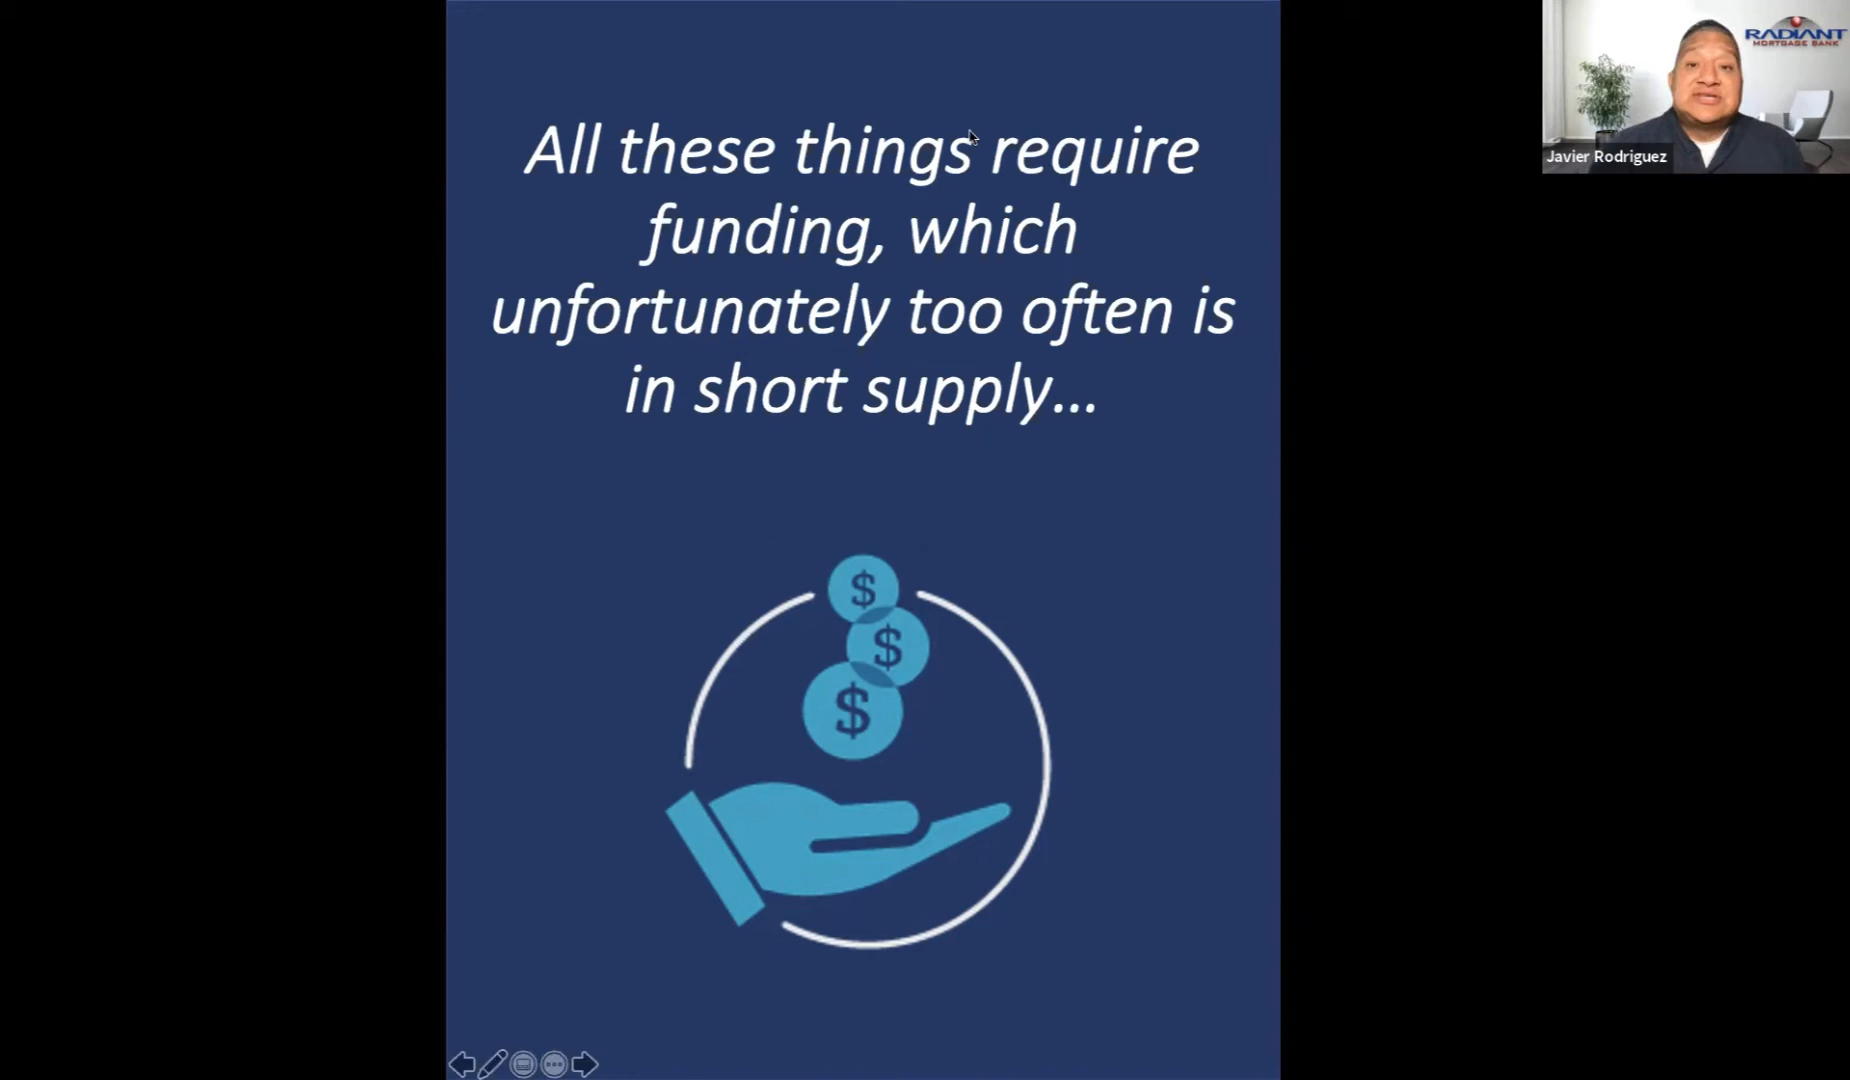 All these things require
funding, which
unfortunately too often is
in short supply...
$
$
$
RADIANT
MORTGAGE BANK
Javier Rodriguez